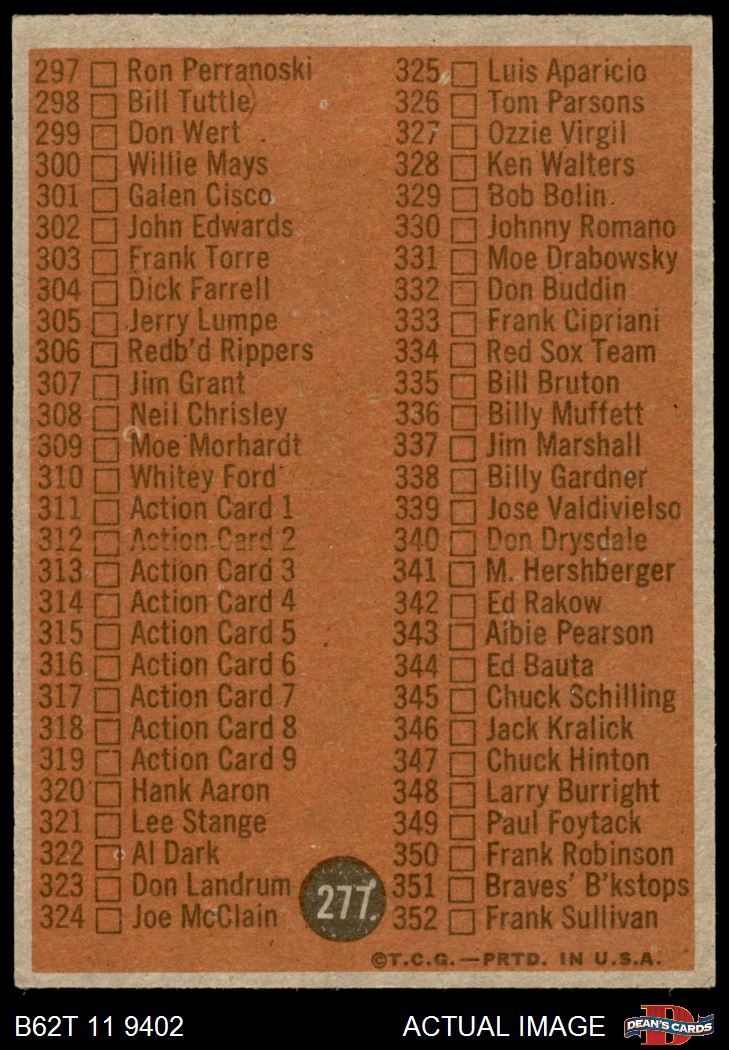 297 Ron Perranoski
298 Bill Tuttle
299 Don Wert
300 Willie Mays
301 Galen Cisco
302 John Edwards
303 Frank Torre
304 Dick Farrell
305 Jerry Lumpe
306 Redb'd Rippers
307 Jim Grant
308 Neil Chrisley
309 Moe Morhardt
310 Whitey Ford
311 Action Card 1
312 Action Card 2
313 Action Card 3
314 Action Card 4
315 Action Card 5
316 Action Card 6
317 Action Card 7
318 Action Card 8
319 Action Card 9
320 Hank Aaron
321 Lee Stange
322 Al Dark
323 Don Landrum
324 Joe McClain
277
325 Luis Aparicio
326 Tom Parsons
327 Ozzie Virgil
328 Ken Walters
329 Bob Bolin
330 Johnny Romano
331 Moe Drabowsky
332 Don Buddin
333 Frank Cipriani
334 Red Sox Team
335 Bill Bruton
336 Billy Muffett
337 Jim Marshall
338 Billy Gardner
339 Jose Valdivielso
340 Don Drysdale
341 M. Hershberger
342 Ed Rakow
343 Albie Pearson
344 Ed Bauta
345 Chuck Schilling
346 Jack Kralick
347 Chuck Hinton
348 Larry Burright
349 Paul Foytack
350 Frank Robinson
351 Braves' B'kstops
352 Frank Sullivan
©T.C.G.—PRTD. IN U.S.A.
B62T 11 9402
ACTUAL IMAGE
D
DEAN'S CARDS